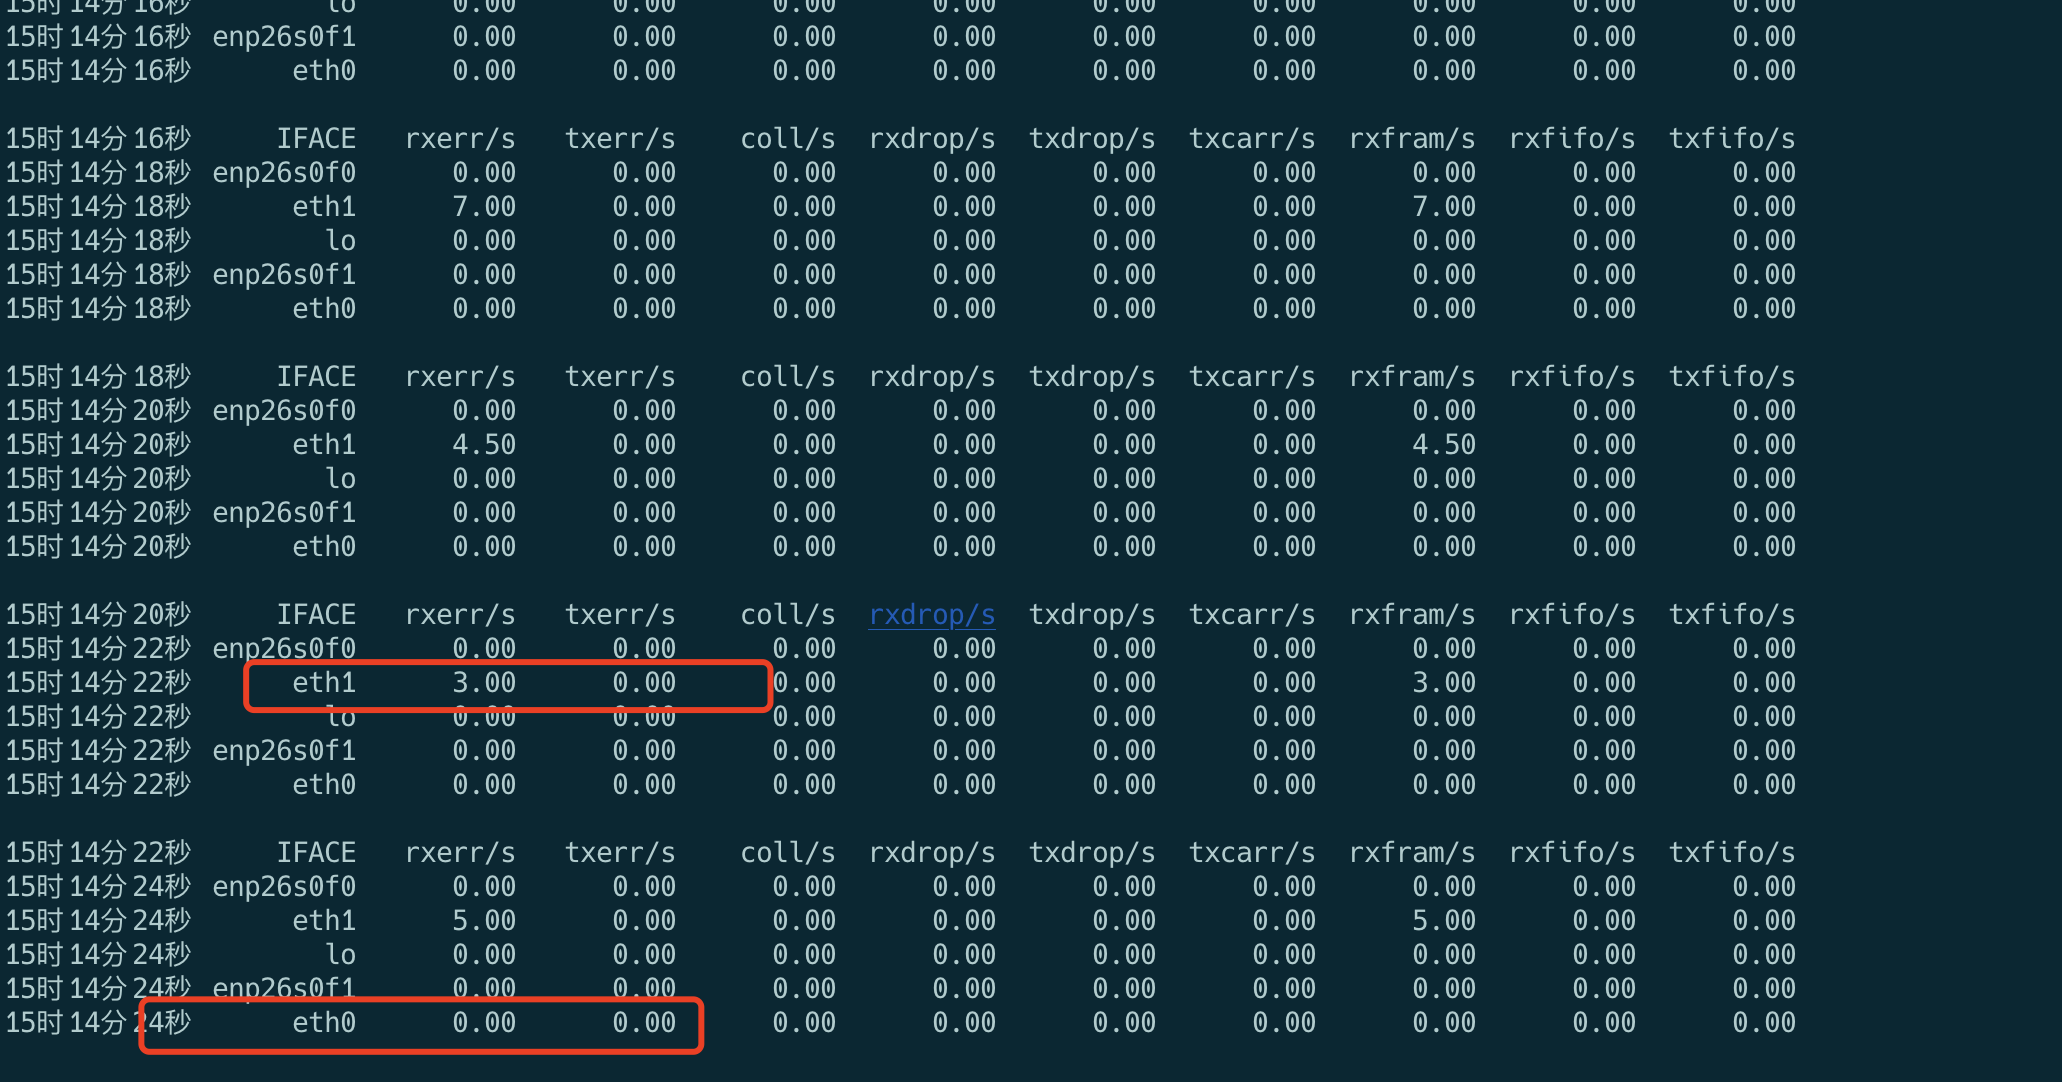 15时14分16秒 lo 0.00 0.00 0.00 0.00 0.00 0.00 0.00 0.00 0.00
15时14分16秒 enp26s0f1 0.00 0.00 0.00 0.00 0.00 0.00 0.00 0.00 0.00
15时14分16秒 eth0 0.00 0.00 0.00 0.00 0.00 0.00 0.00 0.00 0.00
15时14分16秒 IFACE rxerr/s txerr/s coll/s rxdrop/s txdrop/s txcarr/s rxfram/s rxfifo/s txfifo/s
15时14分18秒 enp26s0f0 0.00 0.00 0.00 0.00 0.00 0.00 0.00 0.00 0.00
15时14分18秒 eth1 7.00 0.00 0.00 0.00 0.00 0.00 7.00 0.00 0.00
15时14分18秒 lo 0.00 0.00 0.00 0.00 0.00 0.00 0.00 0.00 0.00
15时14分18秒 enp26s0f1 0.00 0.00 0.00 0.00 0.00 0.00 0.00 0.00 0.00
15时14分18秒 eth0 0.00 0.00 0.00 0.00 0.00 0.00 0.00 0.00 0.00
15时14分18秒 IFACE rxerr/s txerr/s coll/s rxdrop/s txdrop/s txcarr/s rxfram/s rxfifo/s txfifo/s
15时14分20秒 enp26s0f0 0.00 0.00 0.00 0.00 0.00 0.00 0.00 0.00 0.00
15时14分20秒 eth1 4.50 0.00 0.00 0.00 0.00 0.00 4.50 0.00 0.00
15时14分20秒 lo 0.00 0.00 0.00 0.00 0.00 0.00 0.00 0.00 0.00
15时14分20秒 enp26s0f1 0.00 0.00 0.00 0.00 0.00 0.00 0.00 0.00 0.00
15时14分20秒 eth0 0.00 0.00 0.00 0.00 0.00 0.00 0.00 0.00 0.00
15时14分20秒 IFACE rxerr/s txerr/s coll/s rxdrop/s txdrop/s txcarr/s rxfram/s rxfifo/s txfifo/s
15时14分22秒 enp26s0f0 0.00 0.00 0.00 0.00 0.00 0.00 0.00 0.00 0.00
15时14分22秒 eth1 3.00 0.00 0.00 0.00 0.00 0.00 3.00 0.00 0.00
15时14分22秒 lo 0.00 0.00 0.00 0.00 0.00 0.00 0.00 0.00 0.00
15时14分22秒 enp26s0f1 0.00 0.00 0.00 0.00 0.00 0.00 0.00 0.00 0.00
15时14分22秒 eth0 0.00 0.00 0.00 0.00 0.00 0.00 0.00 0.00 0.00
15时14分22秒 IFACE rxerr/s txerr/s coll/s rxdrop/s txdrop/s txcarr/s rxfram/s rxfifo/s txfifo/s
15时14分24秒 enp26s0f0 0.00 0.00 0.00 0.00 0.00 0.00 0.00 0.00 0.00
15时14分24秒 eth1 5.00 0.00 0.00 0.00 0.00 0.00 5.00 0.00 0.00
15时14分24秒 lo 0.00 0.00 0.00 0.00 0.00 0.00 0.00 0.00 0.00
15时14分24秒 enp26s0f1 0.00 0.00 0.00 0.00 0.00 0.00 0.00 0.00 0.00
15时14分24秒 eth0 0.00 0.00 0.00 0.00 0.00 0.00 0.00 0.00 0.00